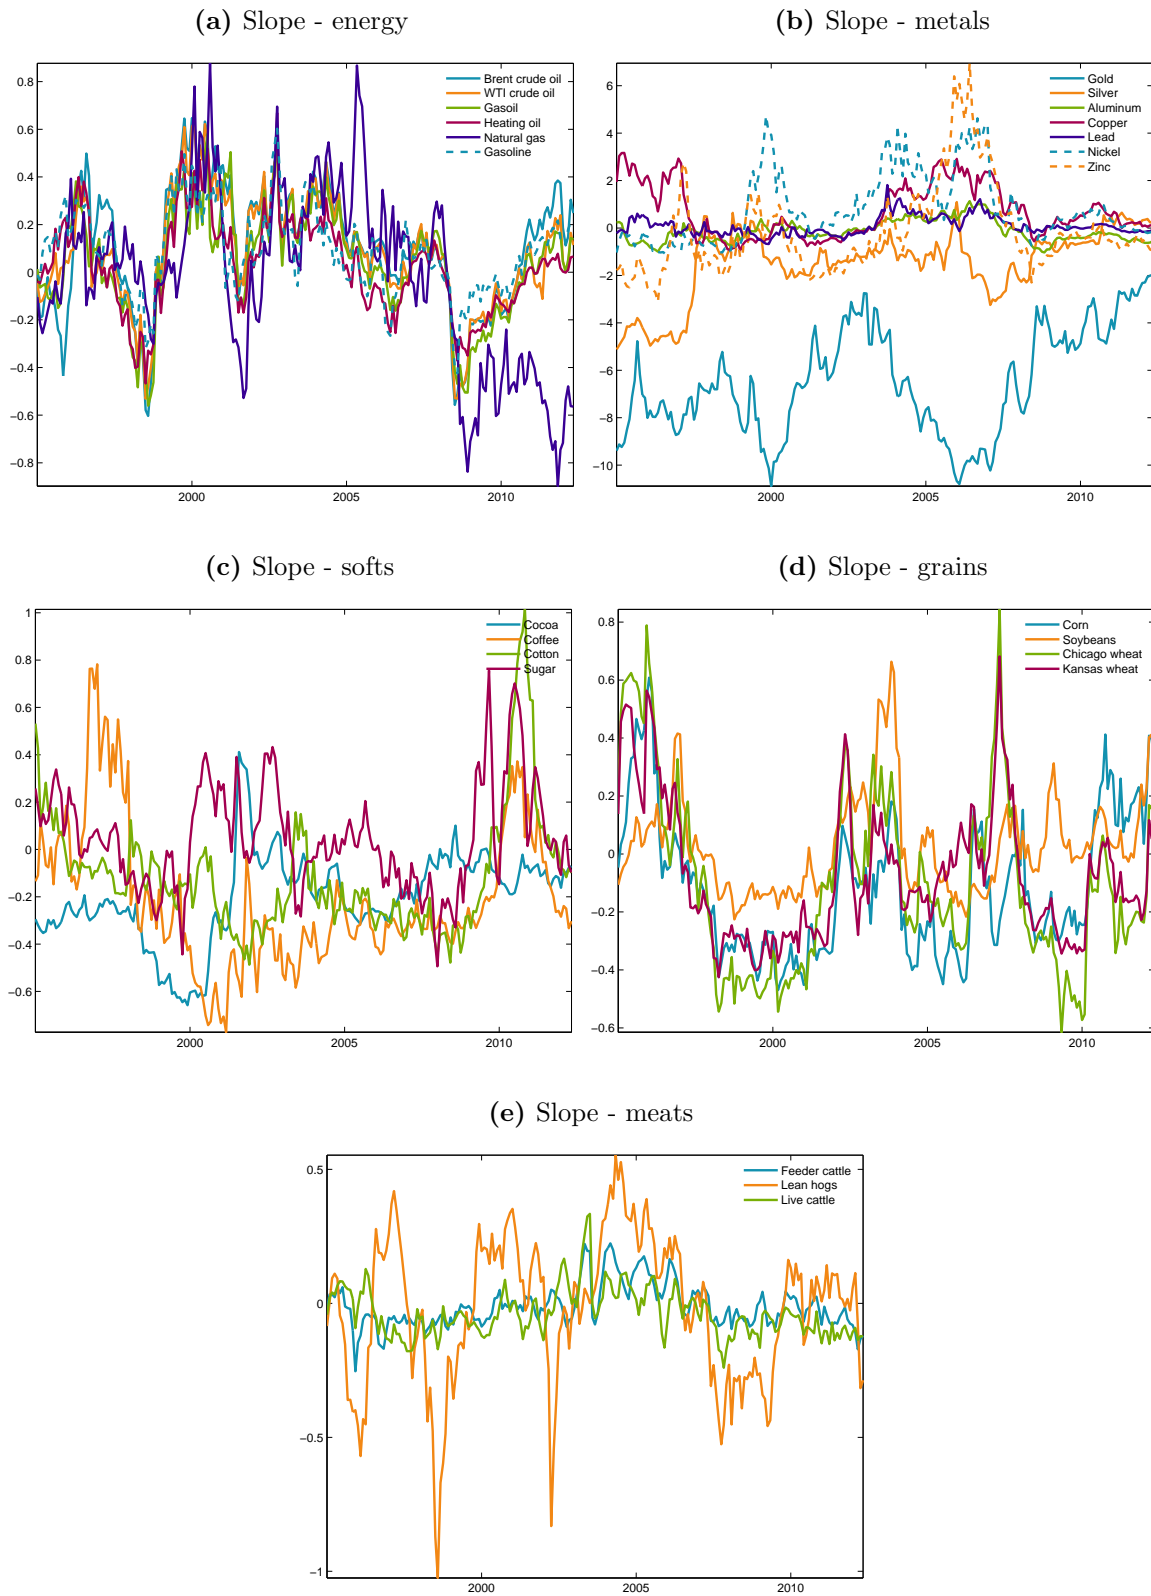 (a) Slope - energy
0.8
0.6
0.4
0.2
0
−0.2
−0.4
−0.6
−0.8
2000 2005 2010
Brent crude oil
WTI crude oil
Gasoil
Heating oil
Natural gas
Gasoline
(b) Slope - metals
6
4
2
0
−2
−4
−6
−8
−10
2000 2005 2010
Gold
Silver
Aluminum
Copper
Lead
Nickel
Zinc
(c) Slope - softs
1
0.8
0.6
0.4
0.2
0
−0.2
−0.4
−0.6
2000 2005 2010
Cocoa
Coffee
Cotton
Sugar
(d) Slope - grains
0.8
0.6
0.4
0.2
0
−0.2
−0.4
−0.6
2000 2005 2010
Corn
Soybeans
Chicago wheat
Kansas wheat
(e) Slope - meats
0.5
0
−0.5
−1
2000 2005 2010
Feeder cattle
Lean hogs
Live cattle